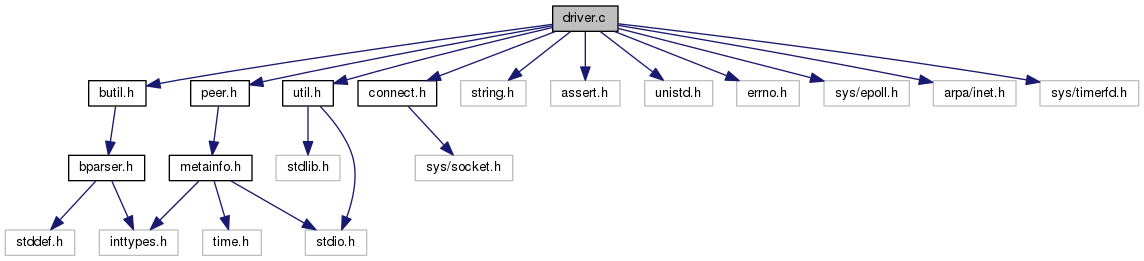 driver.c
butil.h
peer.h
util.h
connect.h
string.h
assert.h
unistd.h
errno.h
sys/epoll.h
arpa/inet.h
sys/timerfd.h
bparser.h
metainfo.h
stdlib.h
sys/socket.h
stddef.h
inttypes.h
time.h
stdio.h